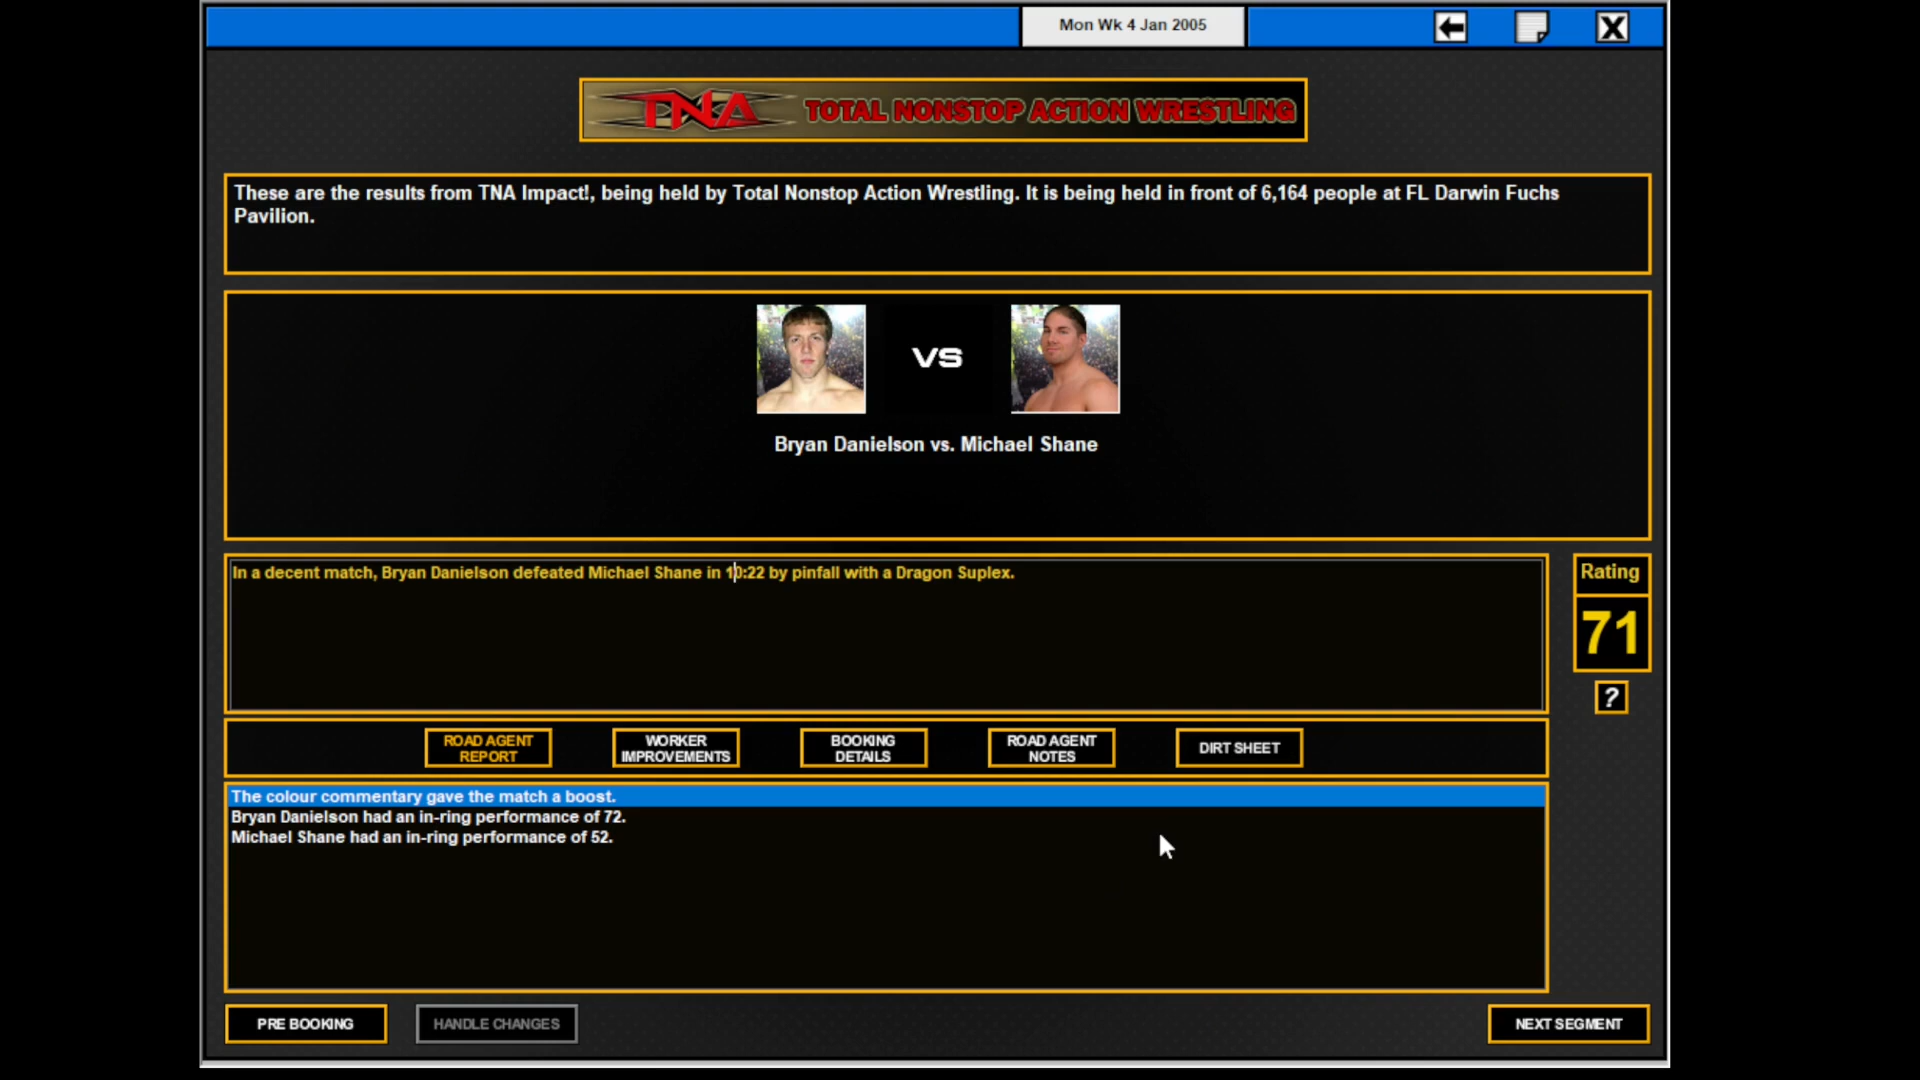 Mon Wk 4 Jan 2005
TNA TOTAL NONSTOP ACTION WRESTLING
These are the results from TNA Impact!, being held by Total Nonstop Action Wrestling. It is being held in front of 6,164 people at FL Darwin Fuchs
Pavilion.
VS
Bryan Danielson vs. Michael Shane
In a decent match, Bryan Danielson defeated Michael Shane in 10:22 by pinfall with a Dragon Suplex.
Rating
71
?
ROAD AGENT
REPORT
WORKER
IMPROVEMENTS
BOOKING
DETAILS
ROAD AGENT
NOTES
DIRT SHEET
The colour commentary gave the match a boost.
Bryan Danielson had an in-ring performance of 72.
Michael Shane had an in-ring performance of 52.
PRE BOOKING
HANDLE CHANGES
NEXT SEGMENT